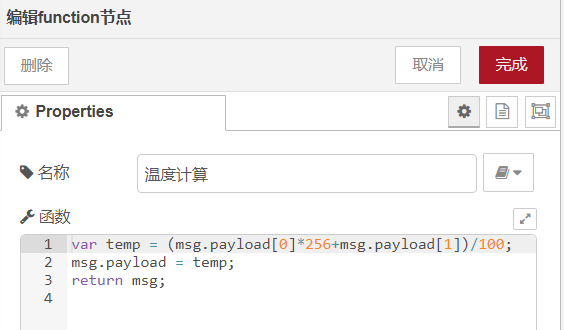 编辑function节点
删除
取消
完成
Properties
名称
温度计算
函数
1 var temp = (msg.payload[0]*256+msg.payload[1])/100;
2 msg.payload = temp;
3 return msg;
4